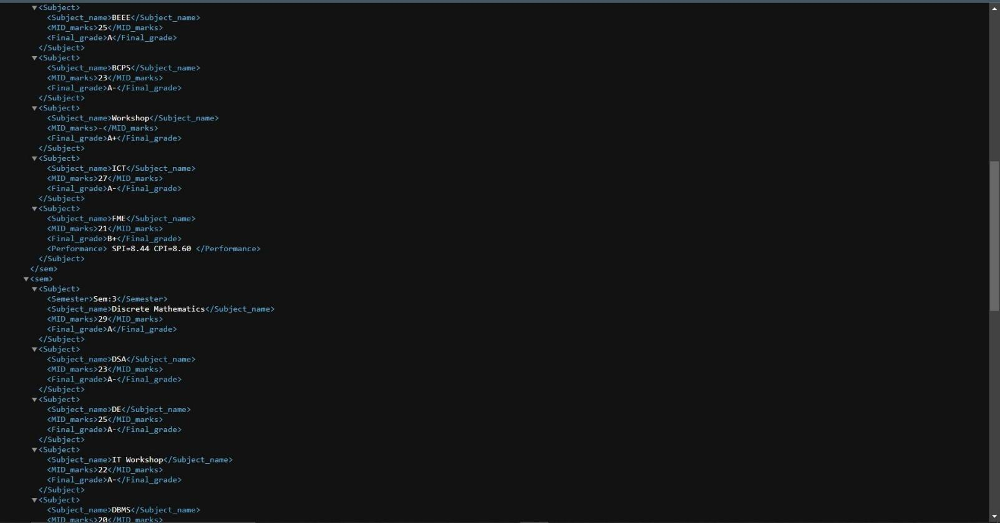 ▼<Subject>
<Subject_name>BEEE</Subject_name>
<MID_marks>25</MID_marks>
<Final_grade>A</Final_grade>
</Subject>
▼<Subject>
<Subject_name>BCPS</Subject_name>
<MID_marks>23</MID_marks>
<Final_grade>A-</Final_grade>
</Subject>
▼<Subject>
<Subject_name>Workshop</Subject_name>
<MID_marks>-</MID_marks>
<Final_grade>A+</Final_grade>
</Subject>
▼<Subject>
<Subject_name>ICT</Subject_name>
<MID_marks>27</MID_marks>
<Final_grade>A-</Final_grade>
</Subject>
▼<Subject>
<Subject_name>FME</Subject_name>
<MID_marks>21</MID_marks>
<Final_grade>B+</Final_grade>
<Performance> SPI=8.44 CPI=8.60 </Performance>
</Subject>
</sem>
▼<sem>
▼<Subject>
<Semester>Sem:3</Semester>
<Subject_name>Discrete Mathematics</Subject_name>
<MID_marks>29</MID_marks>
<Final_grade>A</Final_grade>
</Subject>
▼<Subject>
<Subject_name>DSA</Subject_name>
<MID_marks>23</MID_marks>
<Final_grade>A-</Final_grade>
</Subject>
▼<Subject>
<Subject_name>DE</Subject_name>
<MID_marks>25</MID_marks>
<Final_grade>A-</Final_grade>
</Subject>
▼<Subject>
<Subject_name>IT Workshop</Subject_name>
<MID_marks>22</MID_marks>
<Final_grade>A-</Final_grade>
</Subject>
▼<Subject>
<Subject_name>DBMS</Subject_name>
<MID_marks>20</MID_marks>